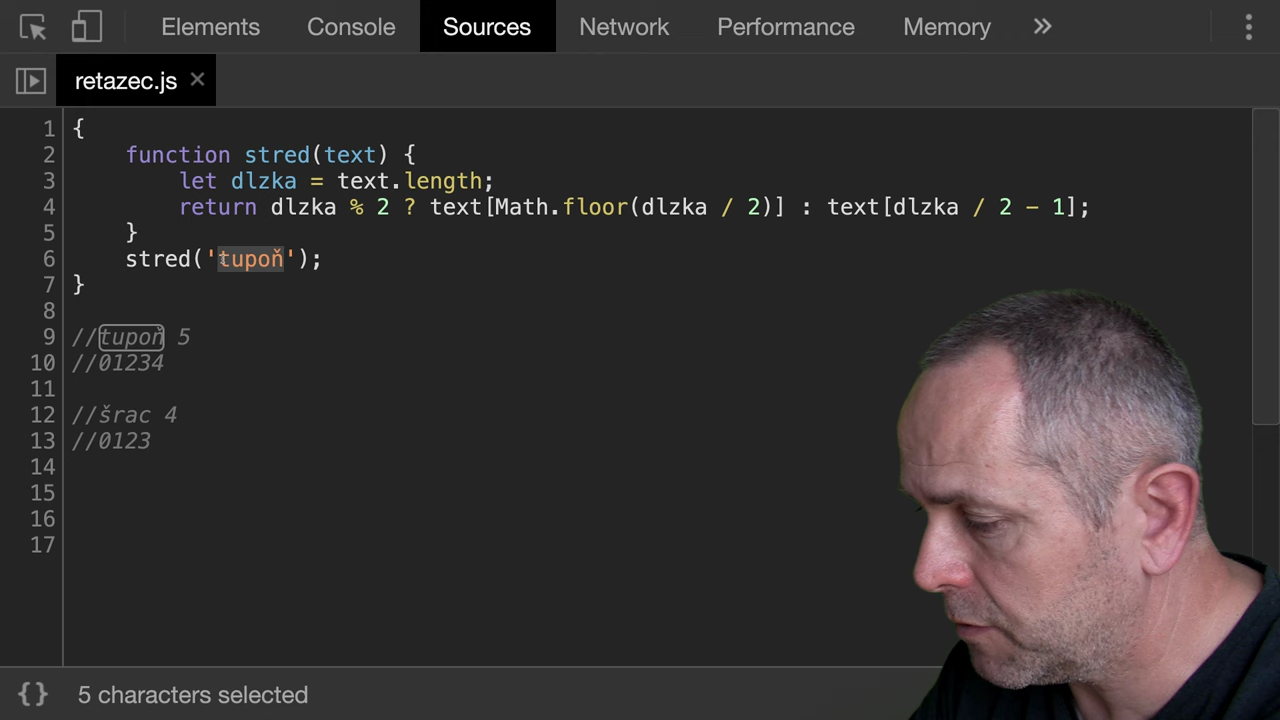 Elements Console Sources Network Performance Memory
retazec.js ×
1 {
2 function stred(text) {
3 let dlzka = text.length;
4 return dlzka % 2 ? text[Math.floor(dlzka / 2)] : text[dlzka / 2 - 1];
5 }
6 stred('tupoň');
7 }
8
9 //tupoň 5
10 //01234
11
12 //šrac 4
13 //0123
14
15
16
17
{} 5 characters selected